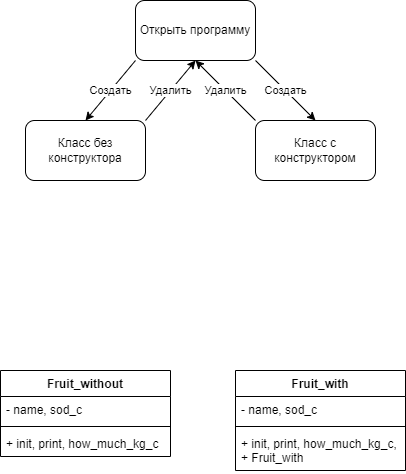 Открыть программу
Создать
Удалить
Удалить
Создать
Класс без
конструктора
Класс с
конструктором
Fruit_without
- name, sod_c
+ init, print, how_much_kg_c
Fruit_with
- name, sod_c
+ init, print, how_much_kg_c,
+ Fruit_with